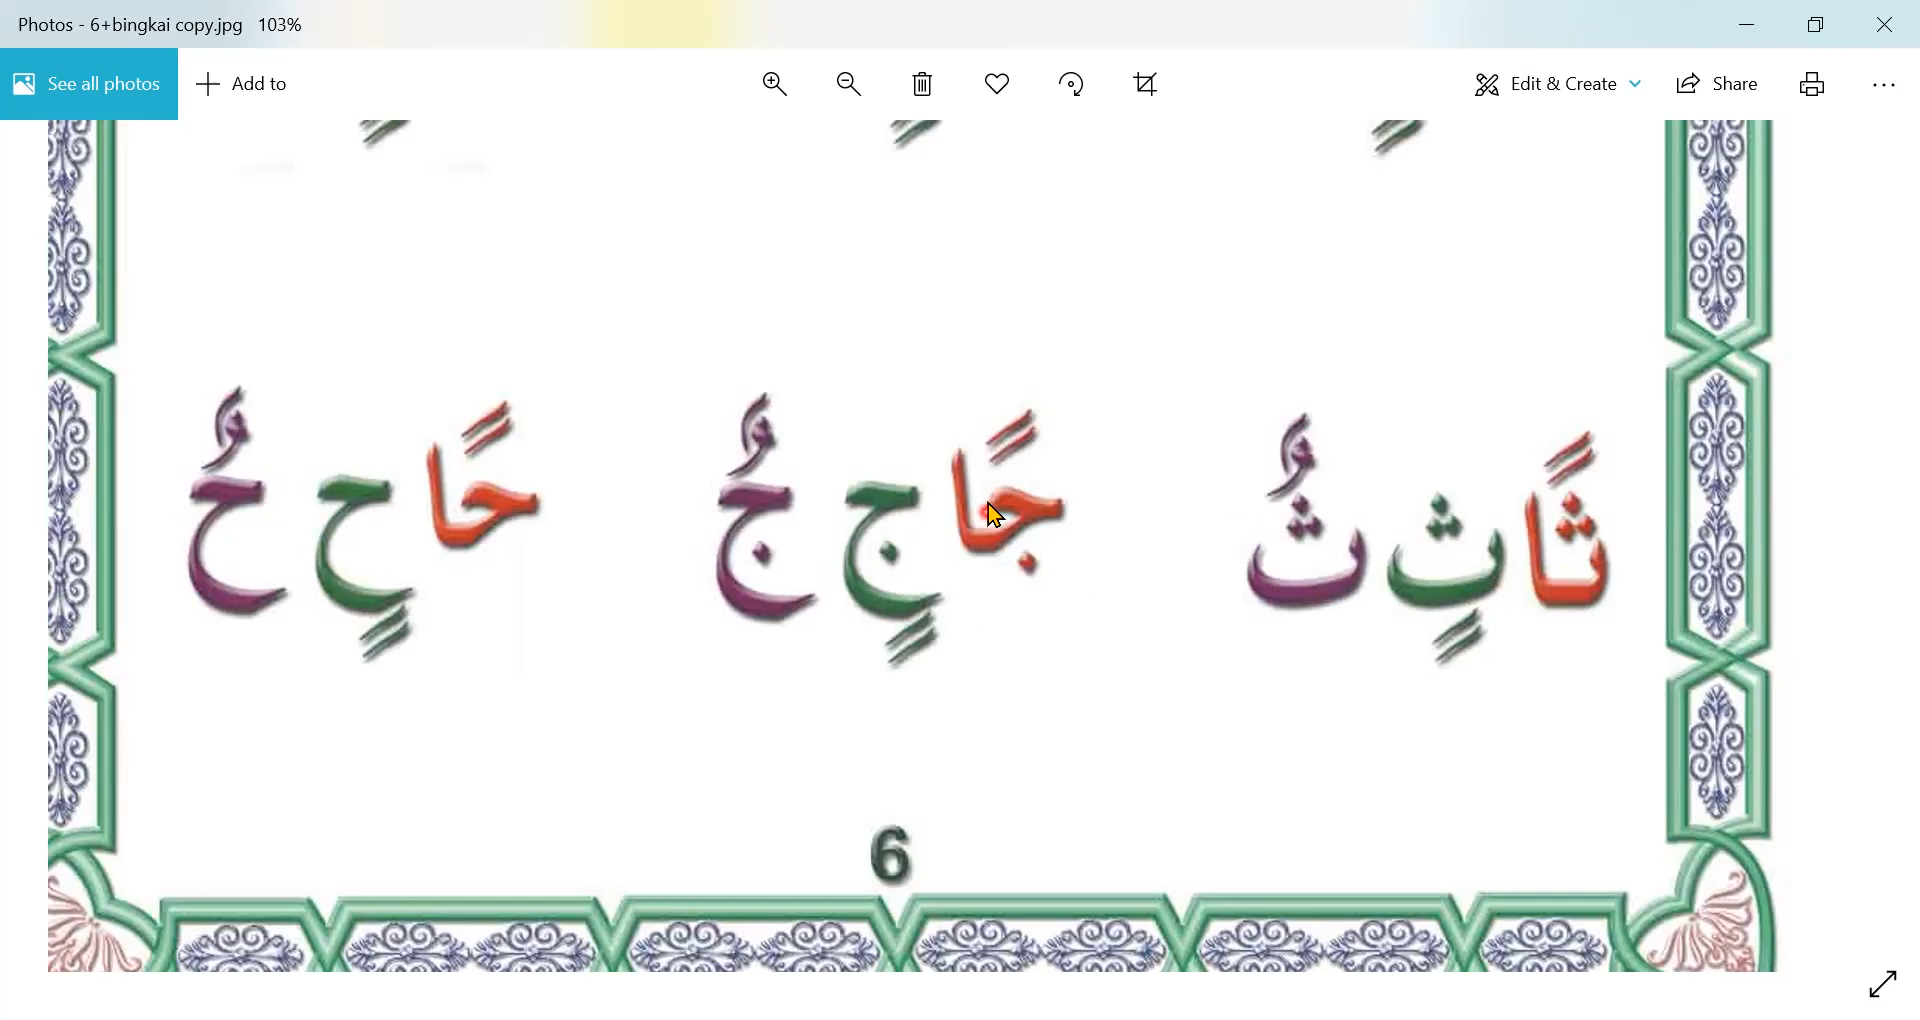 Photos - 6+bingkai copy.jpg 103%
See all photos
Add to
Edit & Create
Share
ثًا ثٍ ثٌ جًا جٍ جٌ حًا حٍ حٌ
6